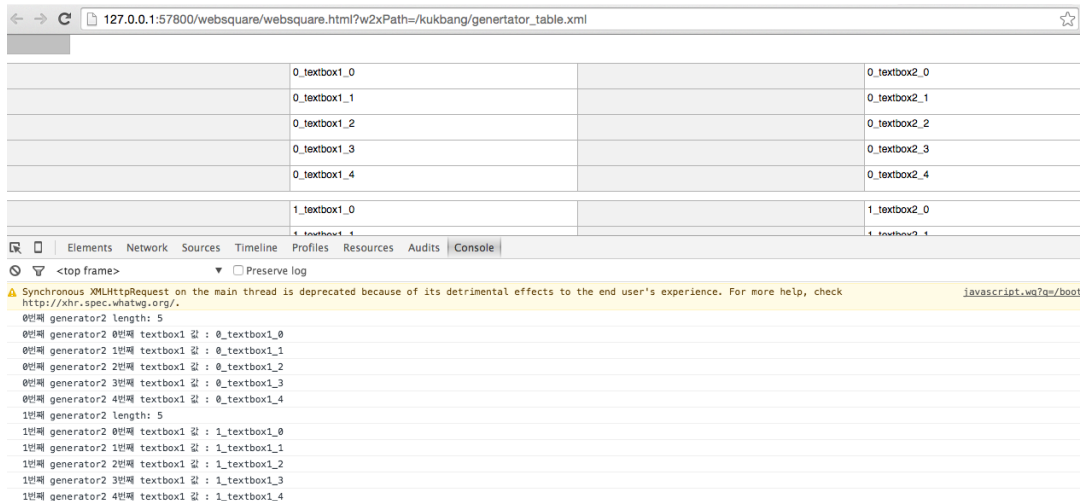 127.0.0.1:57800/websquare/websquare.html?w2xPath=/kukbang/genertator_table.xml
0_textbox1_0 0_textbox2_0
0_textbox1_1 0_textbox2_1
0_textbox1_2 0_textbox2_2
0_textbox1_3 0_textbox2_3
0_textbox1_4 0_textbox2_4
1_textbox1_0 1_textbox2_0
1_textbox1_1 1_textbox2_1
Elements Network Sources Timeline Profiles Resources Audits Console
<top frame> ▼ Preserve log
Synchronous XMLHttpRequest on the main thread is deprecated because of its detrimental effects to the end user's experience. For more help, check javascript.wq?q=/boot
http://xhr.spec.whatwg.org/.
0번째 generator2 length: 5
0번째 generator2 0번째 textbox1 값 : 0_textbox1_0
0번째 generator2 1번째 textbox1 값 : 0_textbox1_1
0번째 generator2 2번째 textbox1 값 : 0_textbox1_2
0번째 generator2 3번째 textbox1 값 : 0_textbox1_3
0번째 generator2 4번째 textbox1 값 : 0_textbox1_4
1번째 generator2 length: 5
1번째 generator2 0번째 textbox1 값 : 1_textbox1_0
1번째 generator2 1번째 textbox1 값 : 1_textbox1_1
1번째 generator2 2번째 textbox1 값 : 1_textbox1_2
1번째 generator2 3번째 textbox1 값 : 1_textbox1_3
1번째 generator2 4번째 textbox1 값 : 1_textbox1_4